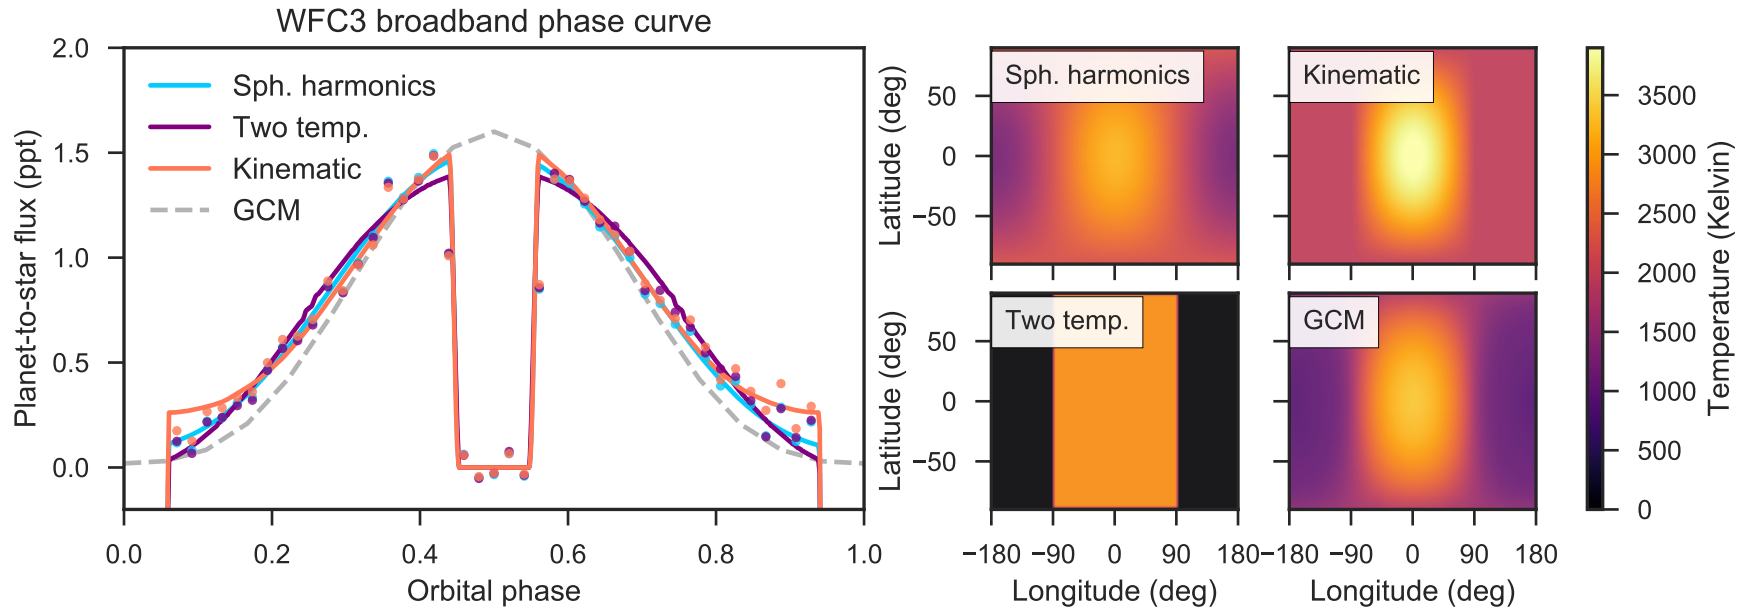 WFC3 broadband phase curve
Planet-to-star flux (ppt)
2.0
1.5
1.0
0.5
0.0
Sph. harmonics
Two temp.
Kinematic
GCM
0.0 0.2 0.4 0.6 0.8 1.0
Orbital phase
Latitude (deg)
50
0
−50
Sph. harmonics
Kinematic
Latitude (deg)
50
0
−50
Two temp.
GCM
−180 −90 0 90 180
Longitude (deg)
−180 −90 0 90 180
Longitude (deg)
3500
3000
2500
2000
1500
1000
500
0
Temperature (Kelvin)